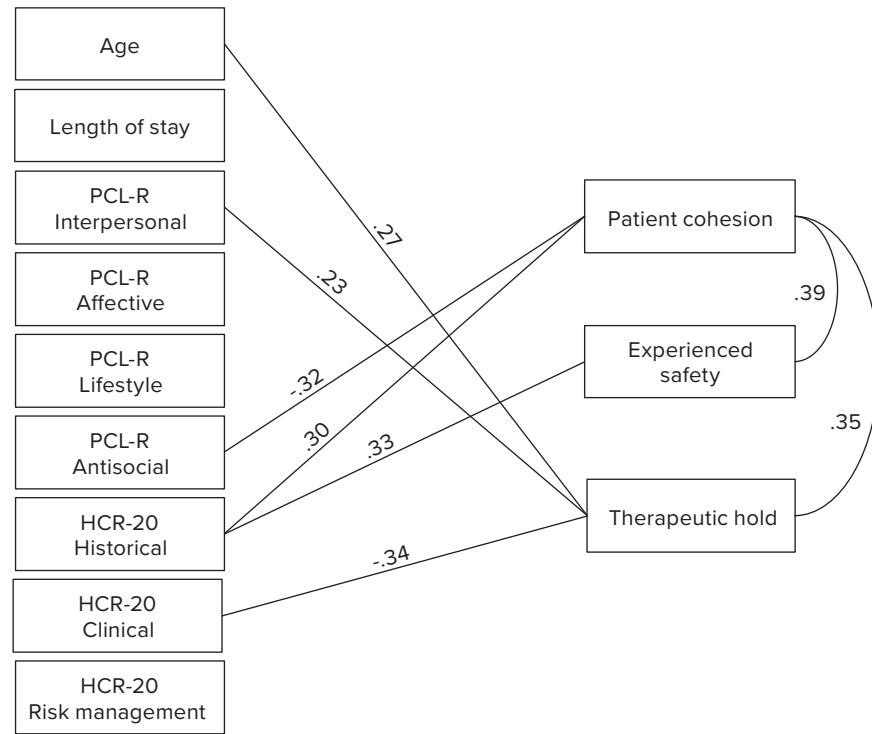 Age
Length of stay
PCL-R
Interpersonal
PCL-R
Affective
PCL-R
Lifestyle
PCL-R
Antisocial
HCR-20
Historical
HCR-20
Clinical
HCR-20
Risk management
.27
.23
-.32
.30
.33
-.34
Patient cohesion
Experienced
safety
Therapeutic hold
.39
.35